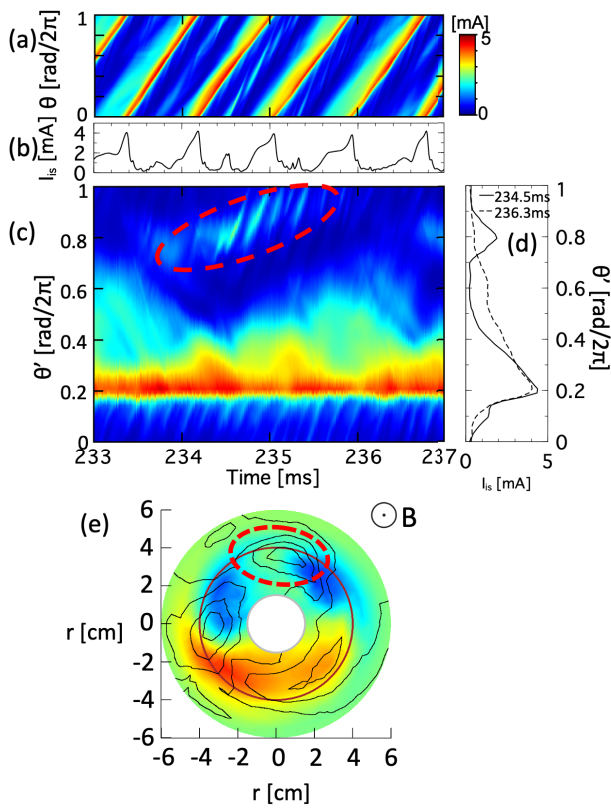 [mA]
5
0
(a)
θ [rad/2π]
1
0
(b)
I_is [mA]
4
2
0
(c)
θ' [rad/2π]
1
0.8
0.6
0.4
0.2
0
233
234
235
236
237
Time [ms]
234.5ms
236.3ms
(d)
θ' [rad/2π]
1
0.8
0.6
0.4
0.2
0
0
5
I_is [mA]
(e)
B
r [cm]
6
4
2
0
-2
-4
-6
-6
-4
-2
0
2
4
6
r [cm]